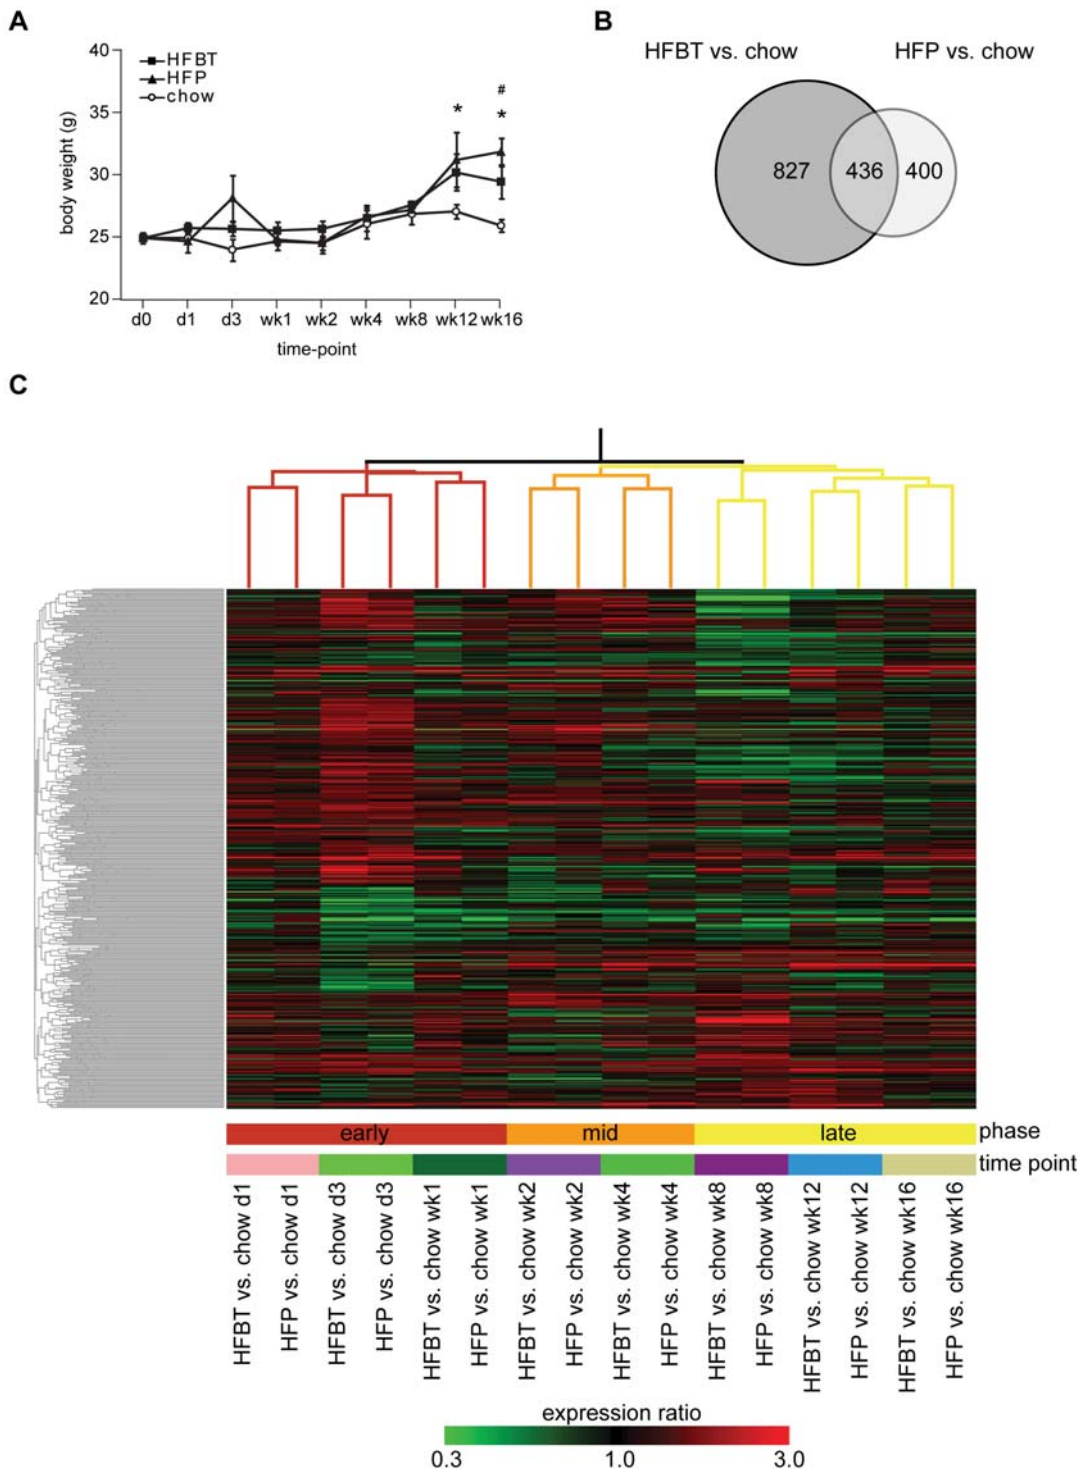 A
40
35
30
25
20
body weight (g)
HFBT
HFP
chow
*
#
*
d0 d1 d3 wk1 wk2 wk4 wk8 wk12 wk16
time-point
B
HFBT vs. chow HFP vs. chow
827 436 400
C
early mid late phase
time point
HFBT vs. chow d1
HFP vs. chow d1
HFBT vs. chow d3
HFP vs. chow d3
HFBT vs. chow wk1
HFP vs. chow wk1
HFBT vs. chow wk2
HFP vs. chow wk2
HFBT vs. chow wk4
HFP vs. chow wk4
HFBT vs. chow wk8
HFP vs. chow wk8
HFBT vs. chow wk12
HFP vs. chow wk12
HFBT vs. chow wk16
HFP vs. chow wk16
expression ratio
0.3 1.0 3.0